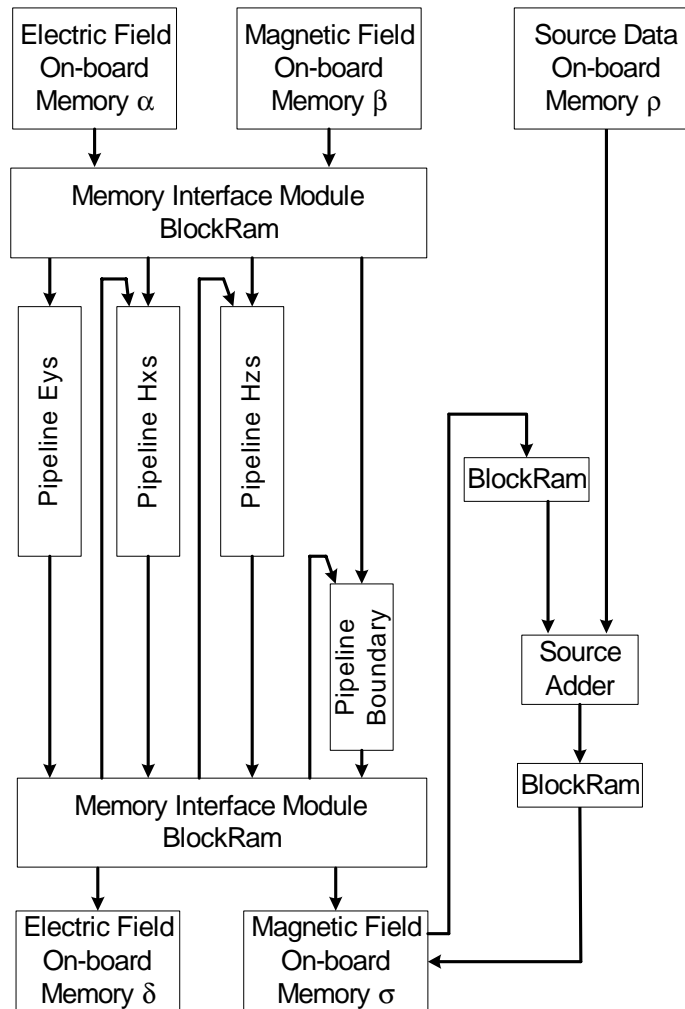 Electric Field
On-board
Memory α
Magnetic Field
On-board
Memory β
Source Data
On-board
Memory ρ
Memory Interface Module
BlockRam
Pipeline Eys
Pipeline Hxs
Pipeline Hzs
BlockRam
Pipeline
Boundary
Source
Adder
BlockRam
Memory Interface Module
BlockRam
Electric Field
On-board
Memory δ
Magnetic Field
On-board
Memory σ